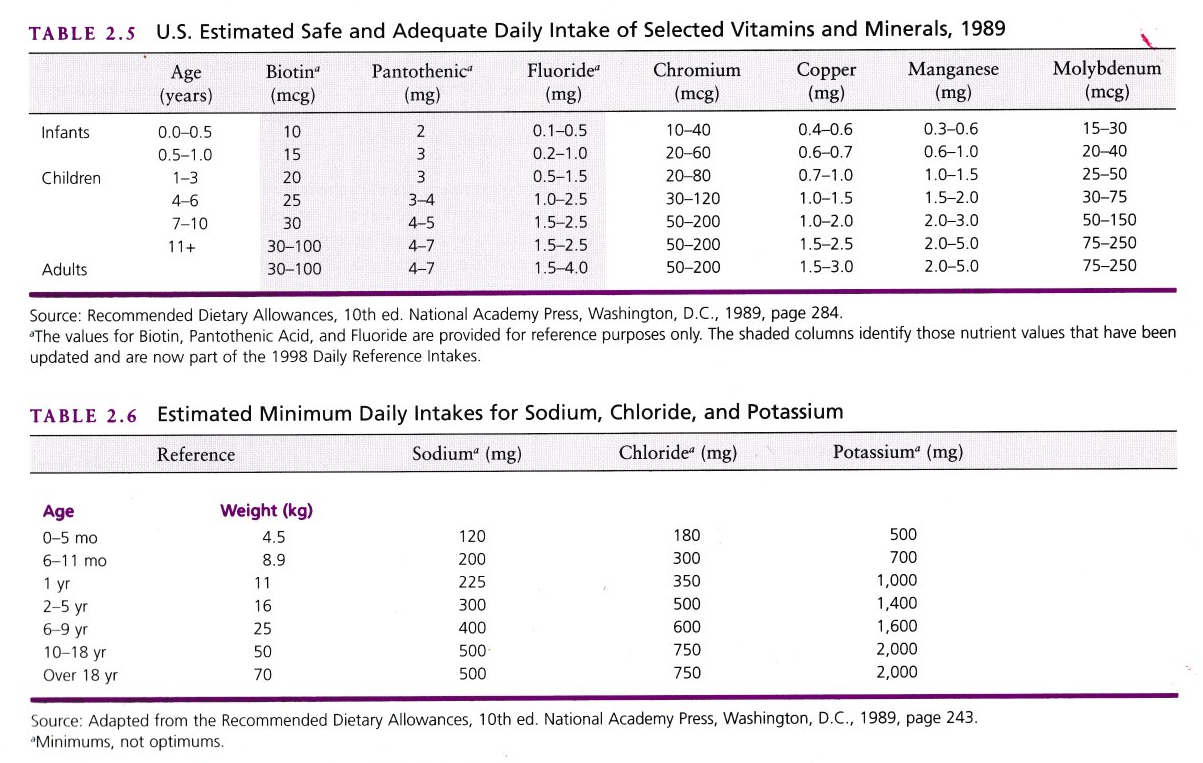 TABLE 2.5 U.S. Estimated Safe and Adequate Daily Intake of Selected Vitamins and Minerals, 1989
Age Biotinᵃ Pantothenicᵃ Fluorideᵃ Chromium Copper Manganese Molybdenum
(years) (mcg) (mg) (mg) (mcg) (mg) (mg) (mcg)
Infants 0.0–0.5 10 2 0.1–0.5 10–40 0.4–0.6 0.3–0.6 15–30
0.5–1.0 15 3 0.2–1.0 20–60 0.6–0.7 0.6–1.0 20–40
Children 1–3 20 3 0.5–1.5 20–80 0.7–1.0 1.0–1.5 25–50
4–6 25 3–4 1.0–2.5 30–120 1.0–1.5 1.5–2.0 30–75
7–10 30 4–5 1.5–2.5 50–200 1.0–2.0 2.0–3.0 50–150
11+ 30–100 4–7 1.5–2.5 50–200 1.5–2.5 2.0–5.0 75–250
Adults 30–100 4–7 1.5–4.0 50–200 1.5–3.0 2.0–5.0 75–250
Source: Recommended Dietary Allowances, 10th ed. National Academy Press, Washington, D.C., 1989, page 284.
ᵃThe values for Biotin, Pantothenic Acid, and Fluoride are provided for reference purposes only. The shaded columns identify those nutrient values that have been
updated and are now part of the 1998 Daily Reference Intakes.
TABLE 2.6 Estimated Minimum Daily Intakes for Sodium, Chloride, and Potassium
Reference Sodiumᵃ (mg) Chlorideᵃ (mg) Potassiumᵃ (mg)
Age Weight (kg)
0–5 mo 4.5 120 180 500
6–11 mo 8.9 200 300 700
1 yr 11 225 350 1,000
2–5 yr 16 300 500 1,400
6–9 yr 25 400 600 1,600
10–18 yr 50 500 750 2,000
Over 18 yr 70 500 750 2,000
Source: Adapted from the Recommended Dietary Allowances, 10th ed. National Academy Press, Washington, D.C., 1989, page 243.
ᵃMinimums, not optimums.